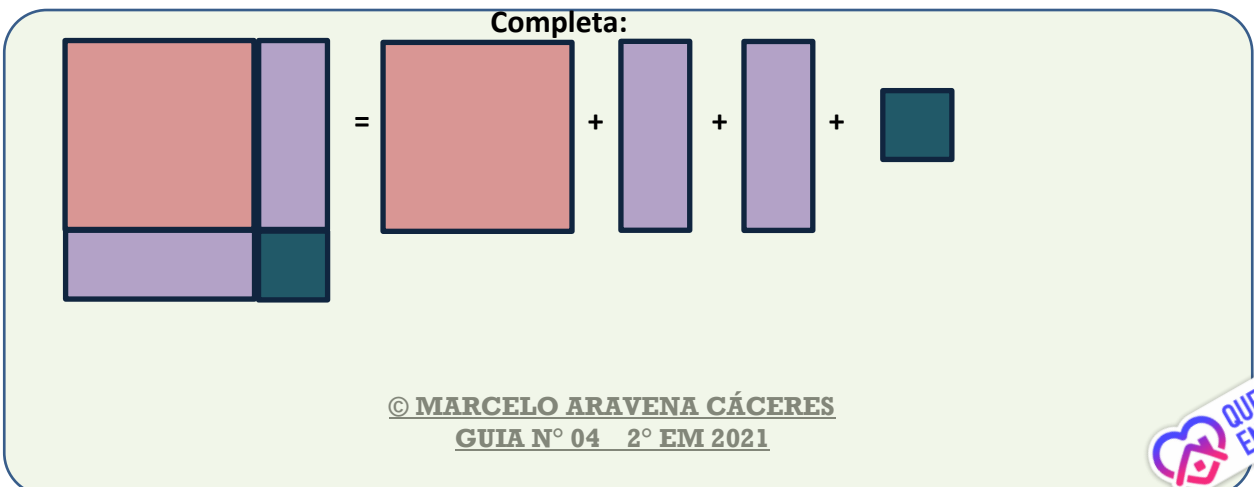 Completa:
= + + +
© MARCELO ARAVENA CÁCERES
GUIA N° 04 2° EM 2021